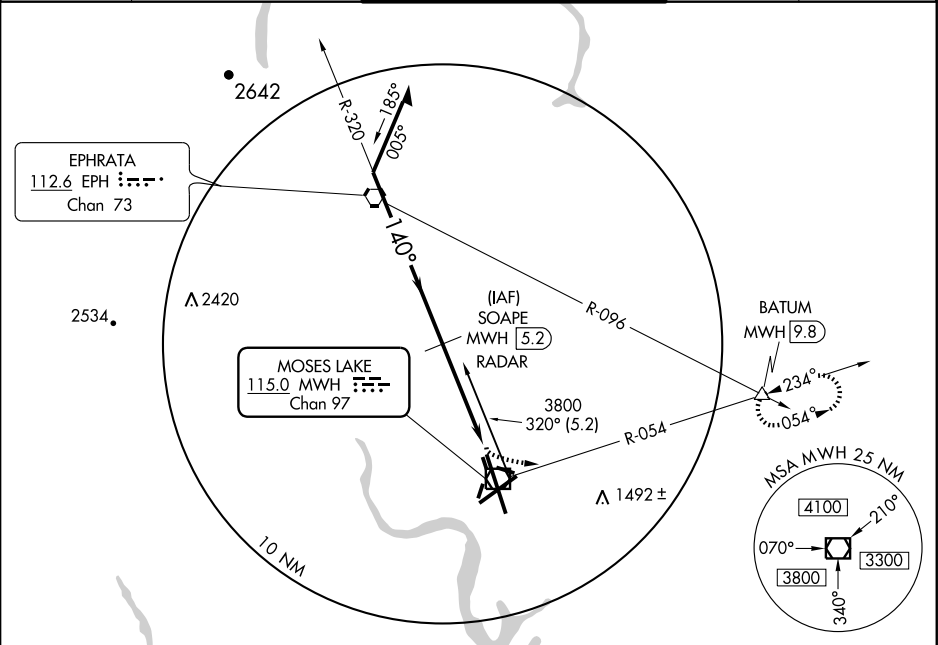 2642
R-320
185°
005°
EPHRATA
112.6 EPH
Chan 73
140°
2420
2534
(IAF)
SOAPE
MWH 5.2
RADAR
R-096
BATUM
MWH 9.8
MOSES LAKE
115.0 MWH
Chan 97
3800
320° (5.2)
234°
054°
R-054
1492 ±
10 NM
MSA MWH 25 NM
4100
210°
070°
3300
3800
340°